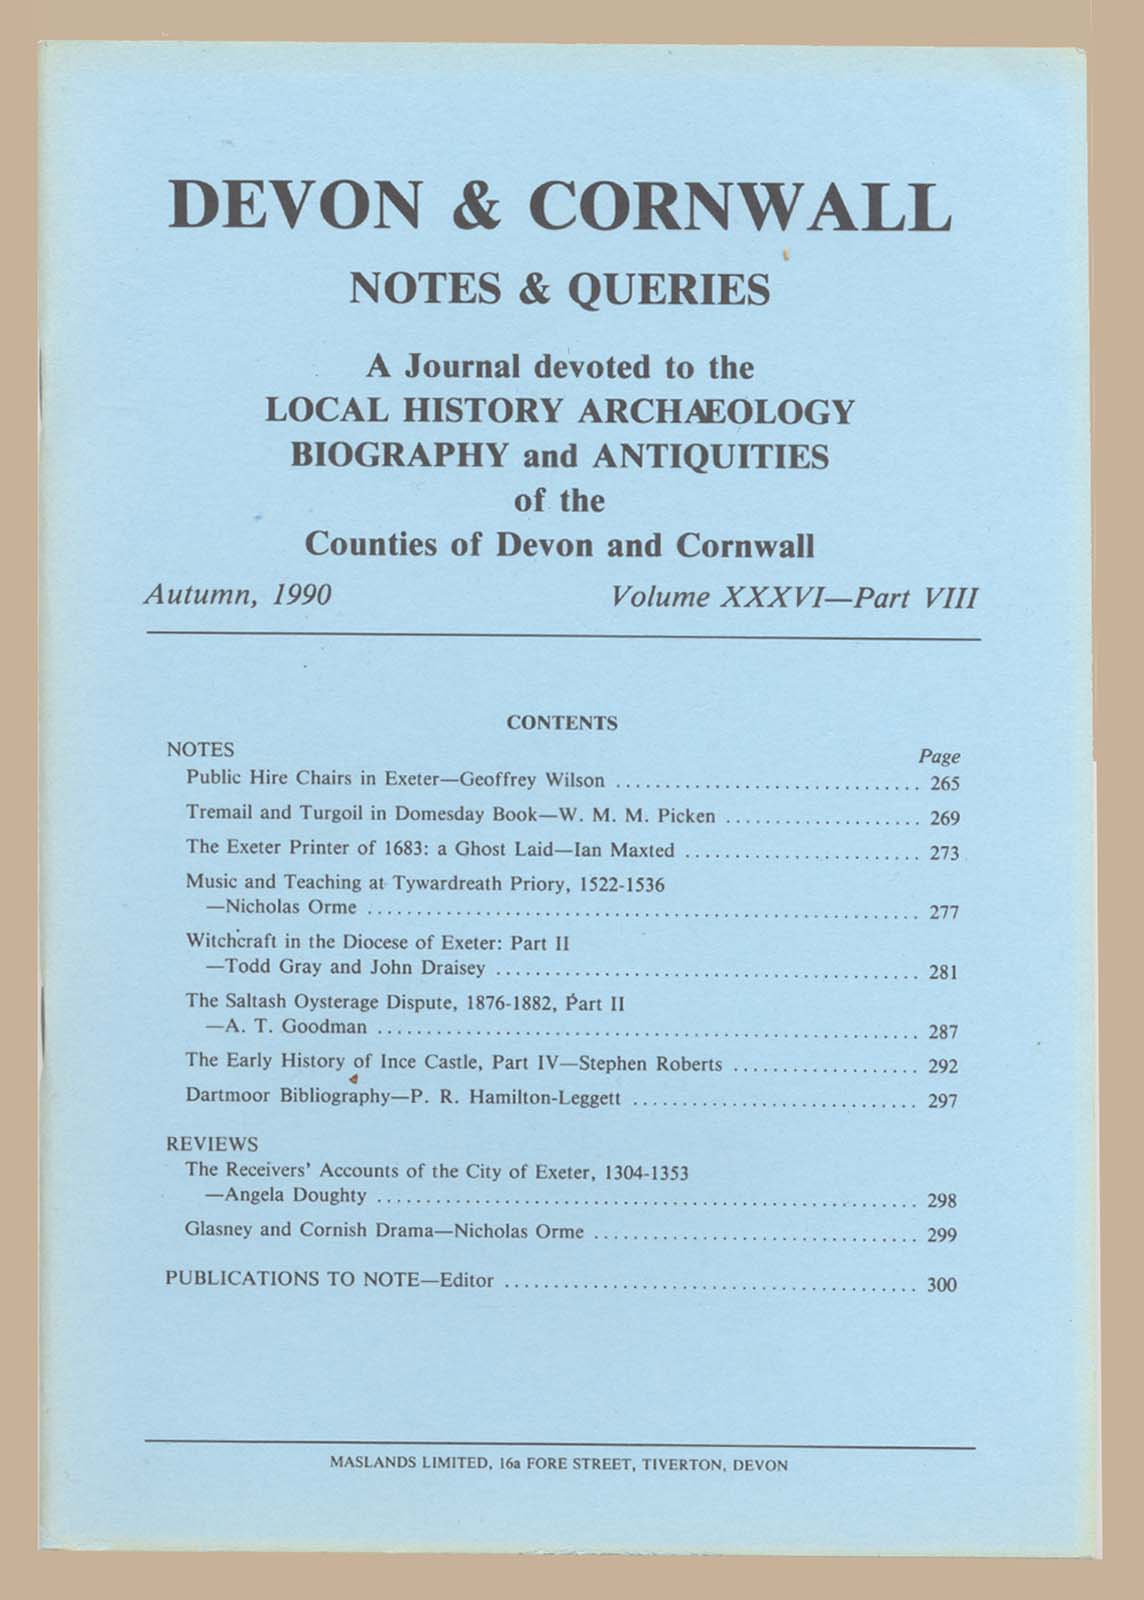 DEVON & CORNWALL
NOTES & QUERIES
A Journal devoted to the
LOCAL HISTORY ARCHÆOLOGY
BIOGRAPHY and ANTIQUITIES
of the
Counties of Devon and Cornwall
Autumn, 1990 Volume XXXVI—Part VIII
CONTENTS
NOTES Page
Public Hire Chairs in Exeter—Geoffrey Wilson ............................... 265
Tremail and Turgoil in Domesday Book—W. M. M. Picken .................... 269
The Exeter Printer of 1683: a Ghost Laid—Ian Maxted ........................ 273
Music and Teaching at Tywardreath Priory, 1522-1536
—Nicholas Orme ........................................................ 277
Witchcraft in the Diocese of Exeter: Part II
—Todd Gray and John Draisey ........................................... 281
The Saltash Oysterage Dispute, 1876-1882, Part II
—A. T. Goodman ....................................................... 287
The Early History of Ince Castle, Part IV—Stephen Roberts ................... 292
Dartmoor Bibliography—P. R. Hamilton-Leggett ............................. 297
REVIEWS
The Receivers' Accounts of the City of Exeter, 1304-1353
—Angela Doughty ....................................................... 298
Glasney and Cornish Drama—Nicholas Orme ................................. 299
PUBLICATIONS TO NOTE—Editor .......................................... 300
MASLANDS LIMITED, 16a FORE STREET, TIVERTON, DEVON